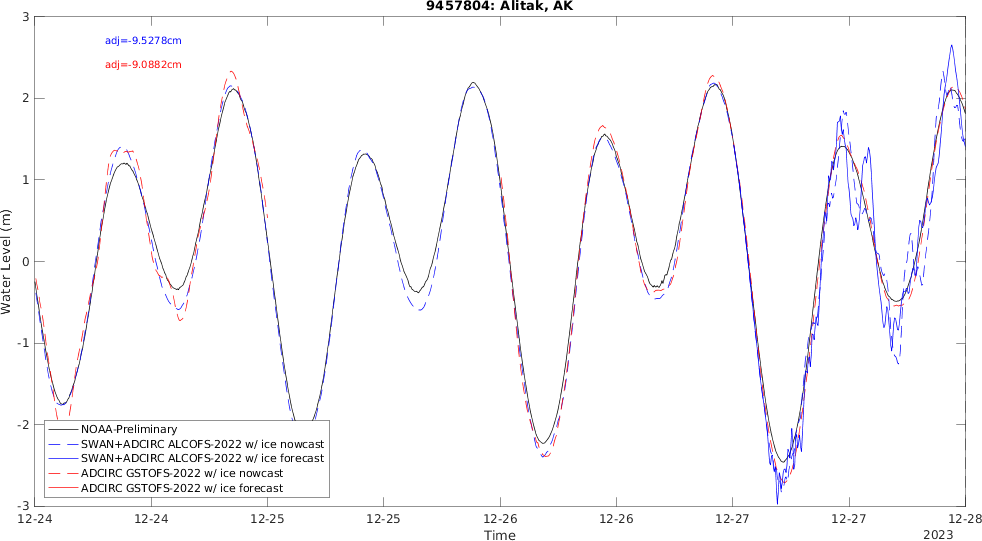 9457804: Alitak, AK
adj=-9.5278cm
adj=-9.0882cm
3
2
1
0
-1
-2
-3
Water Level (m)
NOAA-Preliminary
SWAN+ADCIRC ALCOFS-2022 w/ ice nowcast
SWAN+ADCIRC ALCOFS-2022 w/ ice forecast
ADCIRC GSTOFS-2022 w/ ice nowcast
ADCIRC GSTOFS-2022 w/ ice forecast
12-24 12-24 12-25 12-25 12-26 12-26 12-27 12-27 12-28
Time
2023